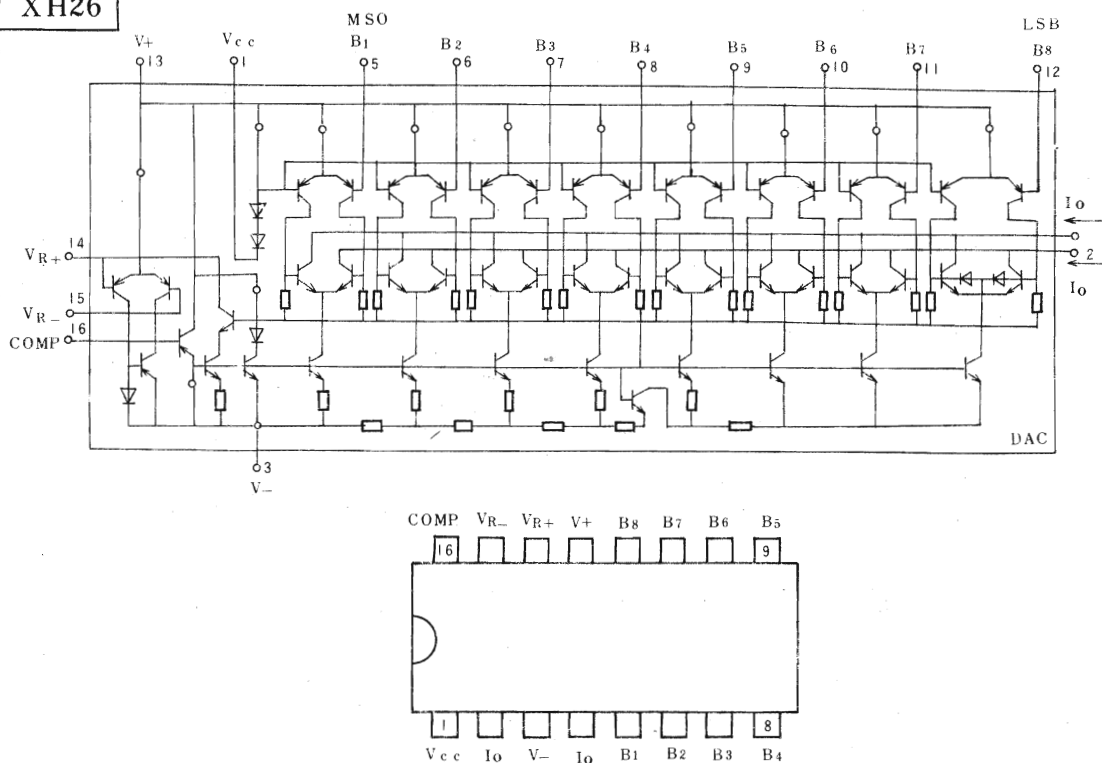 XH26
MSO LSB
V+ Vcc B1 B2 B3 B4 B5 B6 B7 B8
13 1 5 6 7 8 9 10 11 12
Io
14
VR+
2
15
VR-
Io
16
COMP
DAC
3
V-
COMP VR- VR+ V+ B8 B7 B6 B5
16 9
1 8
Vcc Io V- Io B1 B2 B3 B4